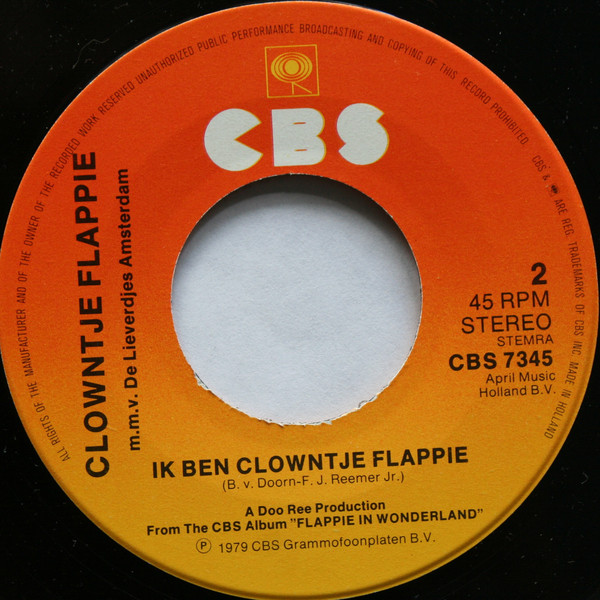 ALL RIGHTS OF THE MANUFACTURER AND OF THE OWNER OF THE RECORDED WORK RESERVED UNAUTHORIZED PUBLIC PERFORMANCE BROADCASTING AND COPYING OF THIS RECORD PROHIBITED. CBS & ARE REG. TRADEMARKS OF CBS INC. MADE IN HOLLAND
CBS
CLOWNTJE FLAPPIE
m.m.v. De Lieverdjes Amsterdam
2
45 RPM
STEREO
STEMRA
CBS 7345
April Music
Holland B.V.
IK BEN CLOWNTJE FLAPPIE
(B. v. Doorn-F. J. Reemer Jr.)
A Doo Ree Production
From The CBS Album "FLAPPIE IN WONDERLAND"
Ⓟ 1979 CBS Grammofoonplaten B.V.